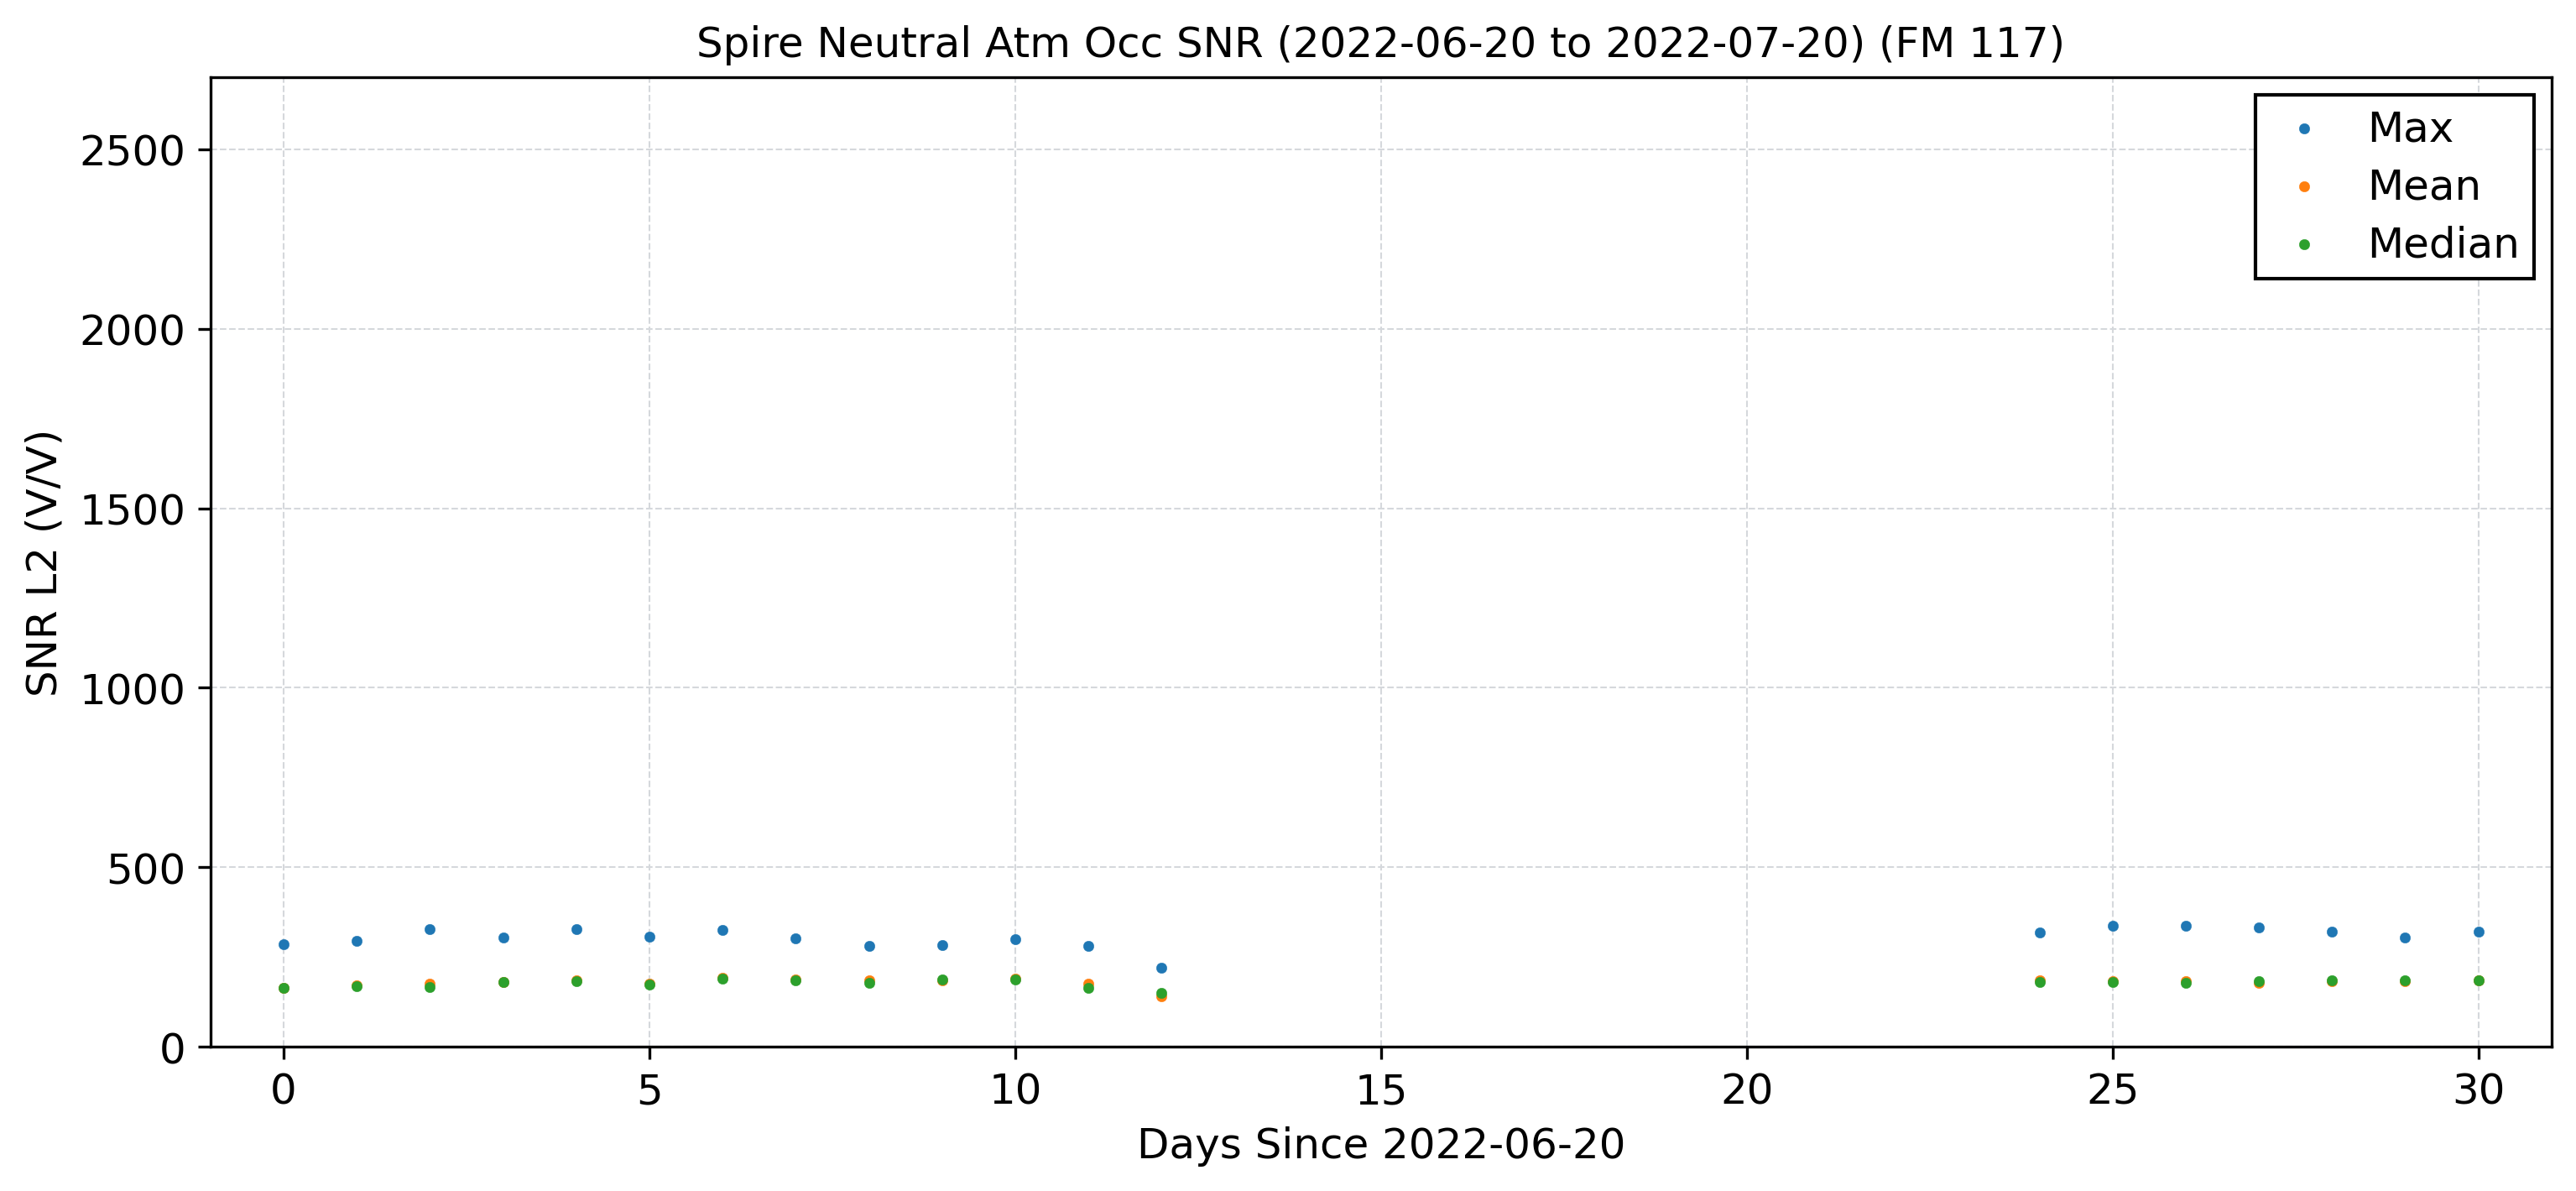 Spire Neutral Atm Occ SNR (2022-06-20 to 2022-07-20) (FM 117)
Max
Mean
Median
SNR L2 (V/V)
2500
2000
1500
1000
500
0
0 5 10 15 20 25 30
Days Since 2022-06-20